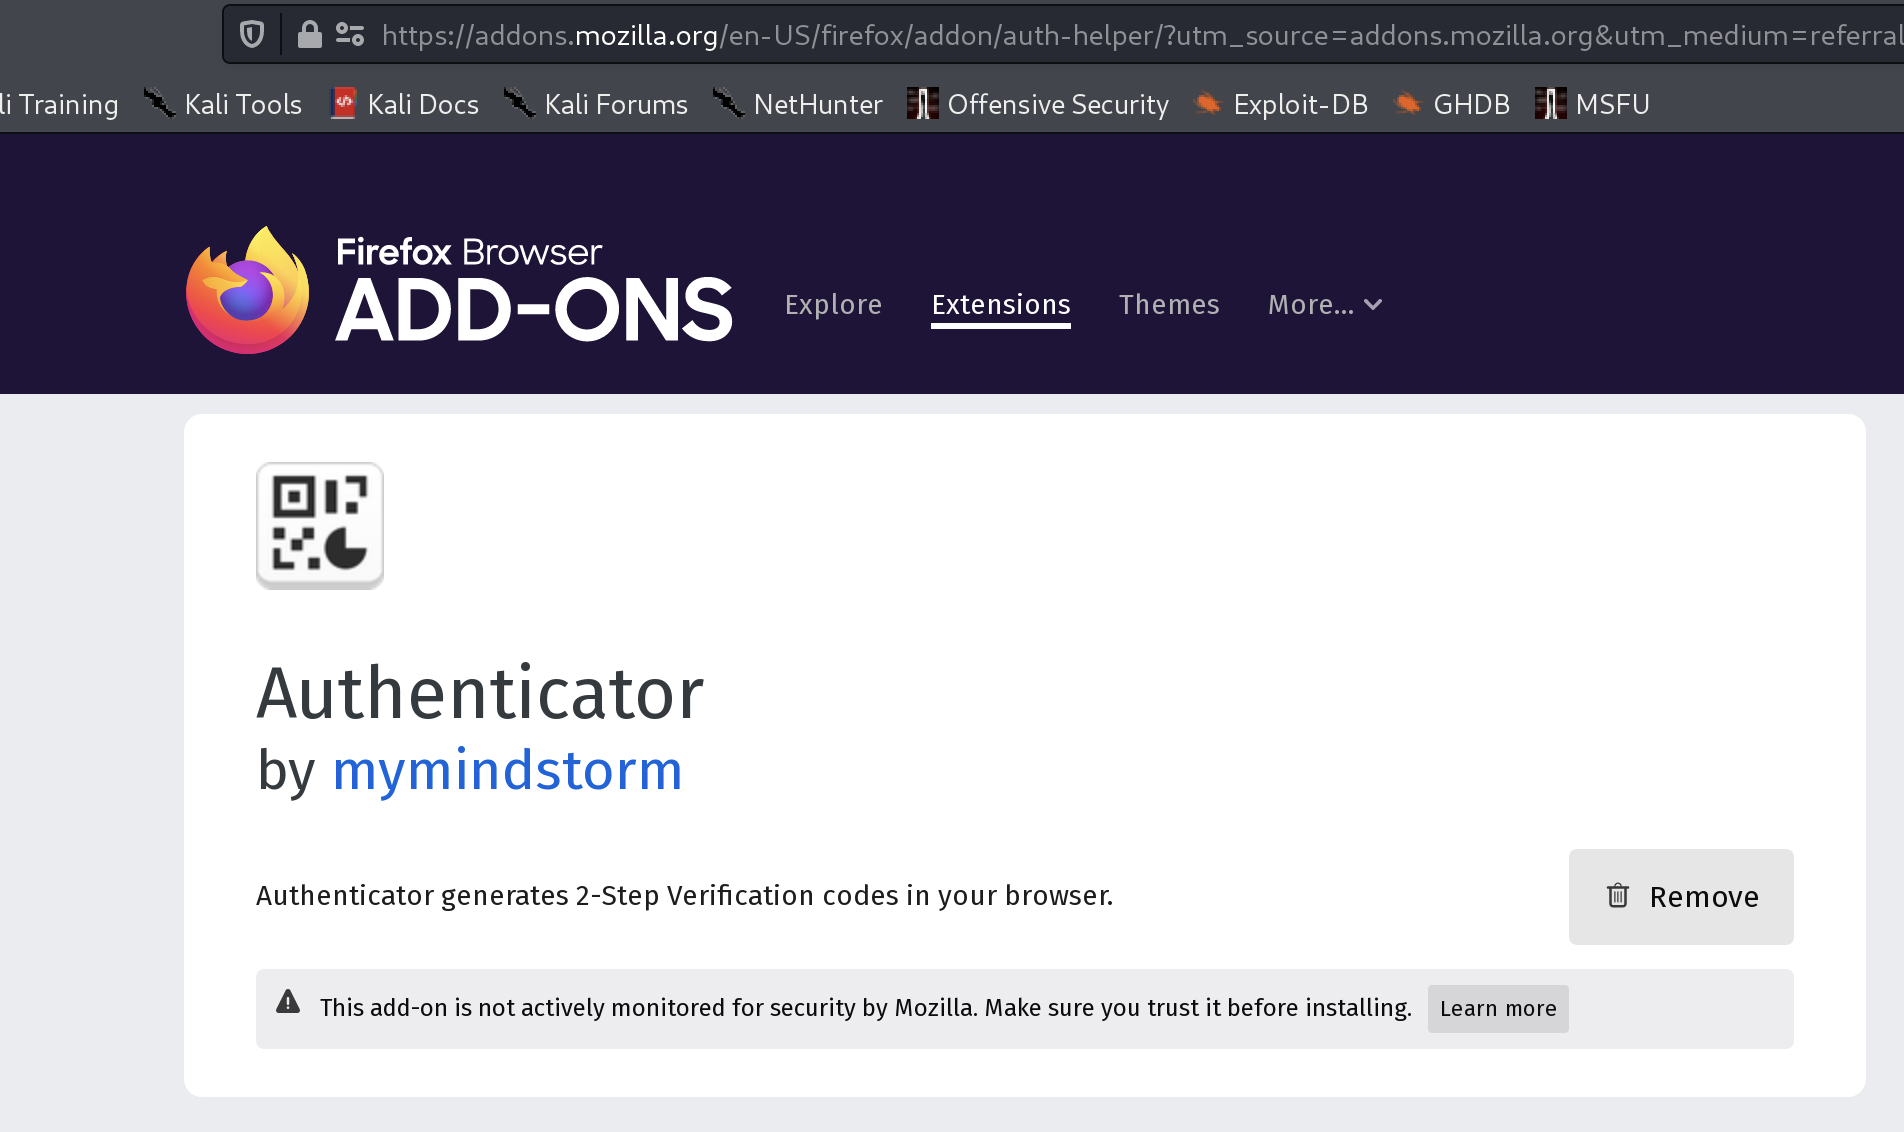 https://addons.mozilla.org/en-US/firefox/addon/auth-helper/?utm_source=addons.mozilla.org&utm_medium=referral
li Training Kali Tools Kali Docs Kali Forums NetHunter Offensive Security Exploit-DB GHDB MSFU
Firefox Browser
ADD-ONS
Explore Extensions Themes More...
Authenticator
by mymindstorm
Authenticator generates 2-Step Verification codes in your browser.
Remove
This add-on is not actively monitored for security by Mozilla. Make sure you trust it before installing. Learn more